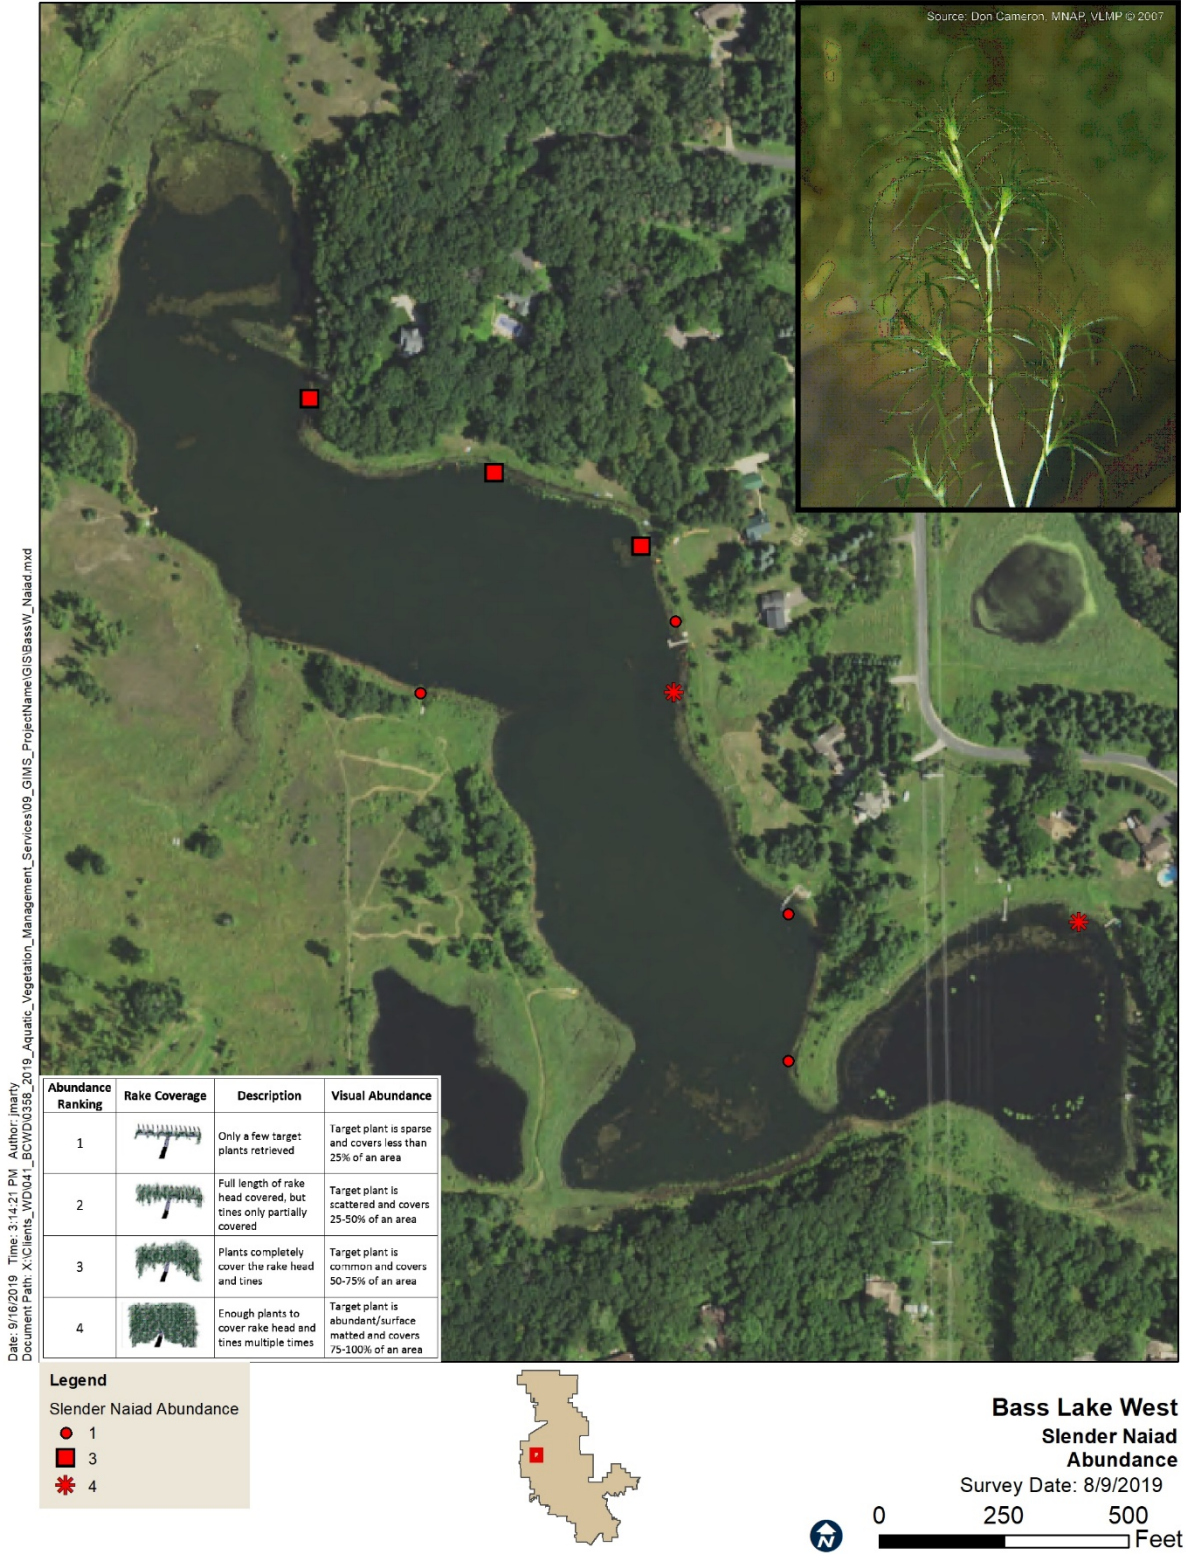 Source: Don Cameron, MNAP, VLMP © 2007
Date: 9/16/2019 Time: 3:14:21 PM Author: jmarty
Document Path: X:\Clients_WD\041_BCWD\0358_2019_Aquatic_Vegetation_Management_Services\09_GIMS_ProjectName\GIS\BassW_Naiad.mxd
Abundance Ranking
Rake Coverage
Description
Visual Abundance
1
Only a few target
plants retrieved
Target plant is sparse
and covers less than
25% of an area
2
Full length of rake
head covered, but
tines only partially
covered
Target plant is
scattered and covers
25-50% of an area
3
Plants completely
cover the rake head
and tines
Target plant is
common and covers
50-75% of an area
4
Enough plants to
cover rake head and
tines multiple times
Target plant is
abundant/surface
matted and covers
75-100% of an area
Legend
Slender Naiad Abundance
1
3
4
Bass Lake West
Slender Naiad
Abundance
Survey Date: 8/9/2019
N
0 250 500
Feet